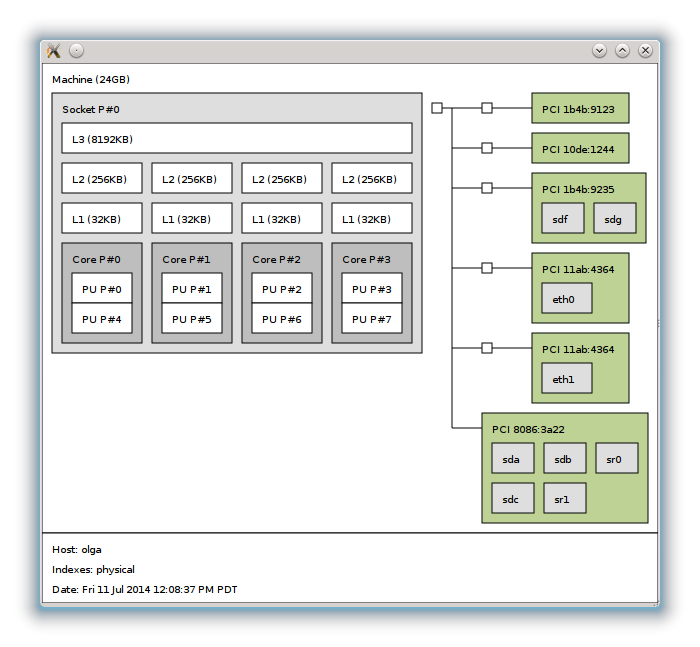 Machine (24GB)
Socket P#0
L3 (8192KB)
L2 (256KB) L2 (256KB) L2 (256KB) L2 (256KB)
L1 (32KB) L1 (32KB) L1 (32KB) L1 (32KB)
Core P#0 Core P#1 Core P#2 Core P#3
PU P#0 PU P#1 PU P#2 PU P#3
PU P#4 PU P#5 PU P#6 PU P#7
PCI 1b4b:9123
PCI 10de:1244
PCI 1b4b:9235
sdf sdg
PCI 11ab:4364
eth0
PCI 11ab:4364
eth1
PCI 8086:3a22
sda sdb sr0
sdc sr1
Host: olga
Indexes: physical
Date: Fri 11 Jul 2014 12:08:37 PM PDT